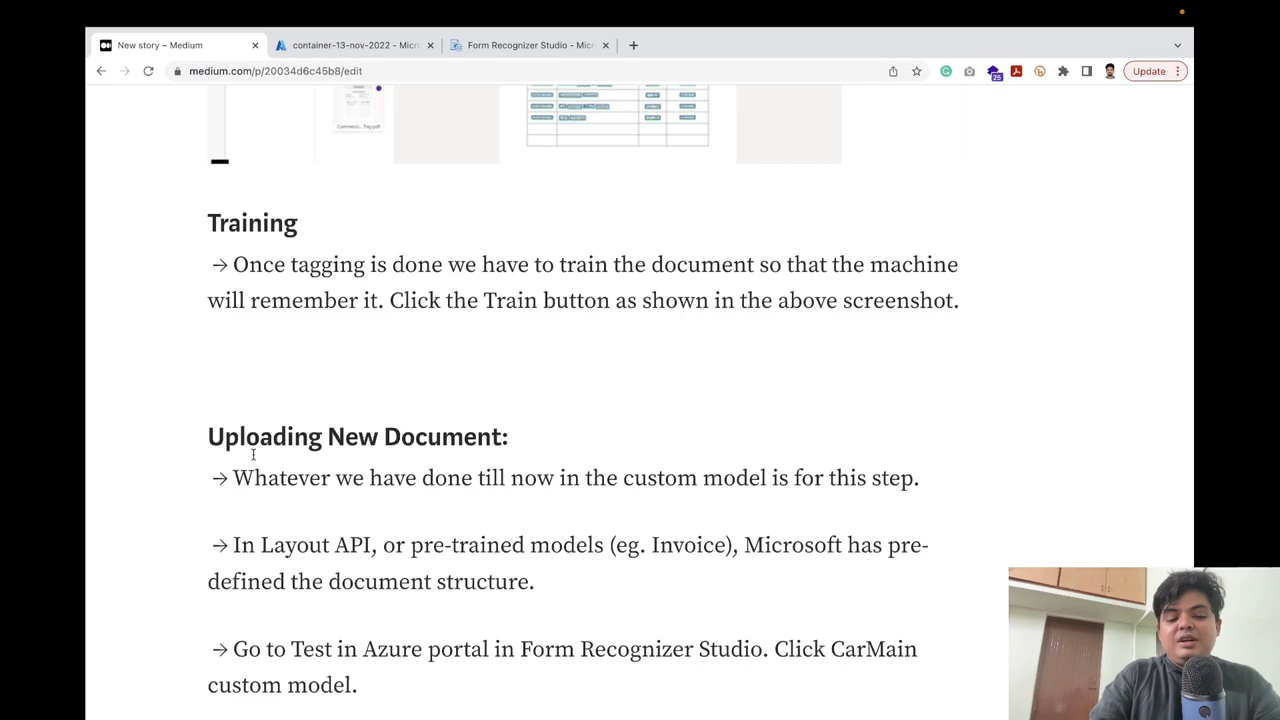 New story – Medium
container-13-nov-2022 - Micr
Form Recognizer Studio - Micr
medium.com/p/20034d6c45b8/edit
25
Update
Training
→ Once tagging is done we have to train the document so that the machine
will remember it. Click the Train button as shown in the above screenshot.
Uploading New Document:
→ Whatever we have done till now in the custom model is for this step.
→ In Layout API, or pre-trained models (eg. Invoice), Microsoft has pre-
defined the document structure.
→ Go to Test in Azure portal in Form Recognizer Studio. Click CarMain
custom model.